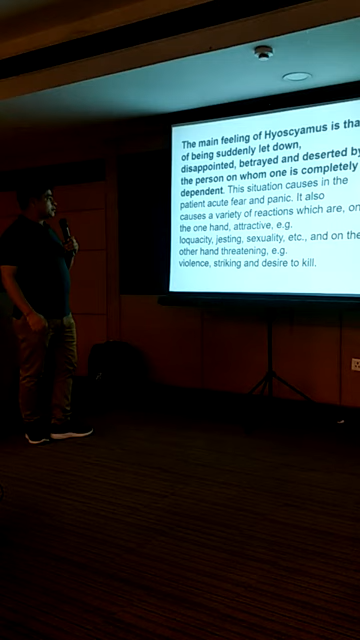 The main feeling of Hyoscyamus is tha
of being suddenly let down,
disappointed, betrayed and deserted by
the person on whom one is completely
dependent. This situation causes in the
patient acute fear and panic. It also
causes a variety of reactions which are, on
the one hand, attractive, e.g.
loquacity, jesting, sexuality, etc., and on the
other hand threatening, e.g.
violence, striking and desire to kill.